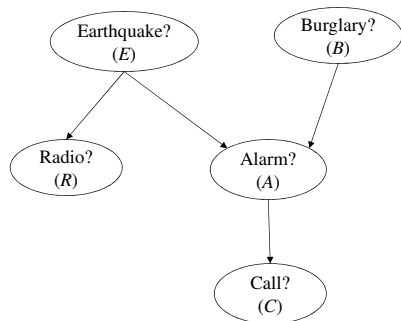 Earthquake?
(E)
Burglary?
(B)
Radio?
(R)
Alarm?
(A)
Call?
(C)